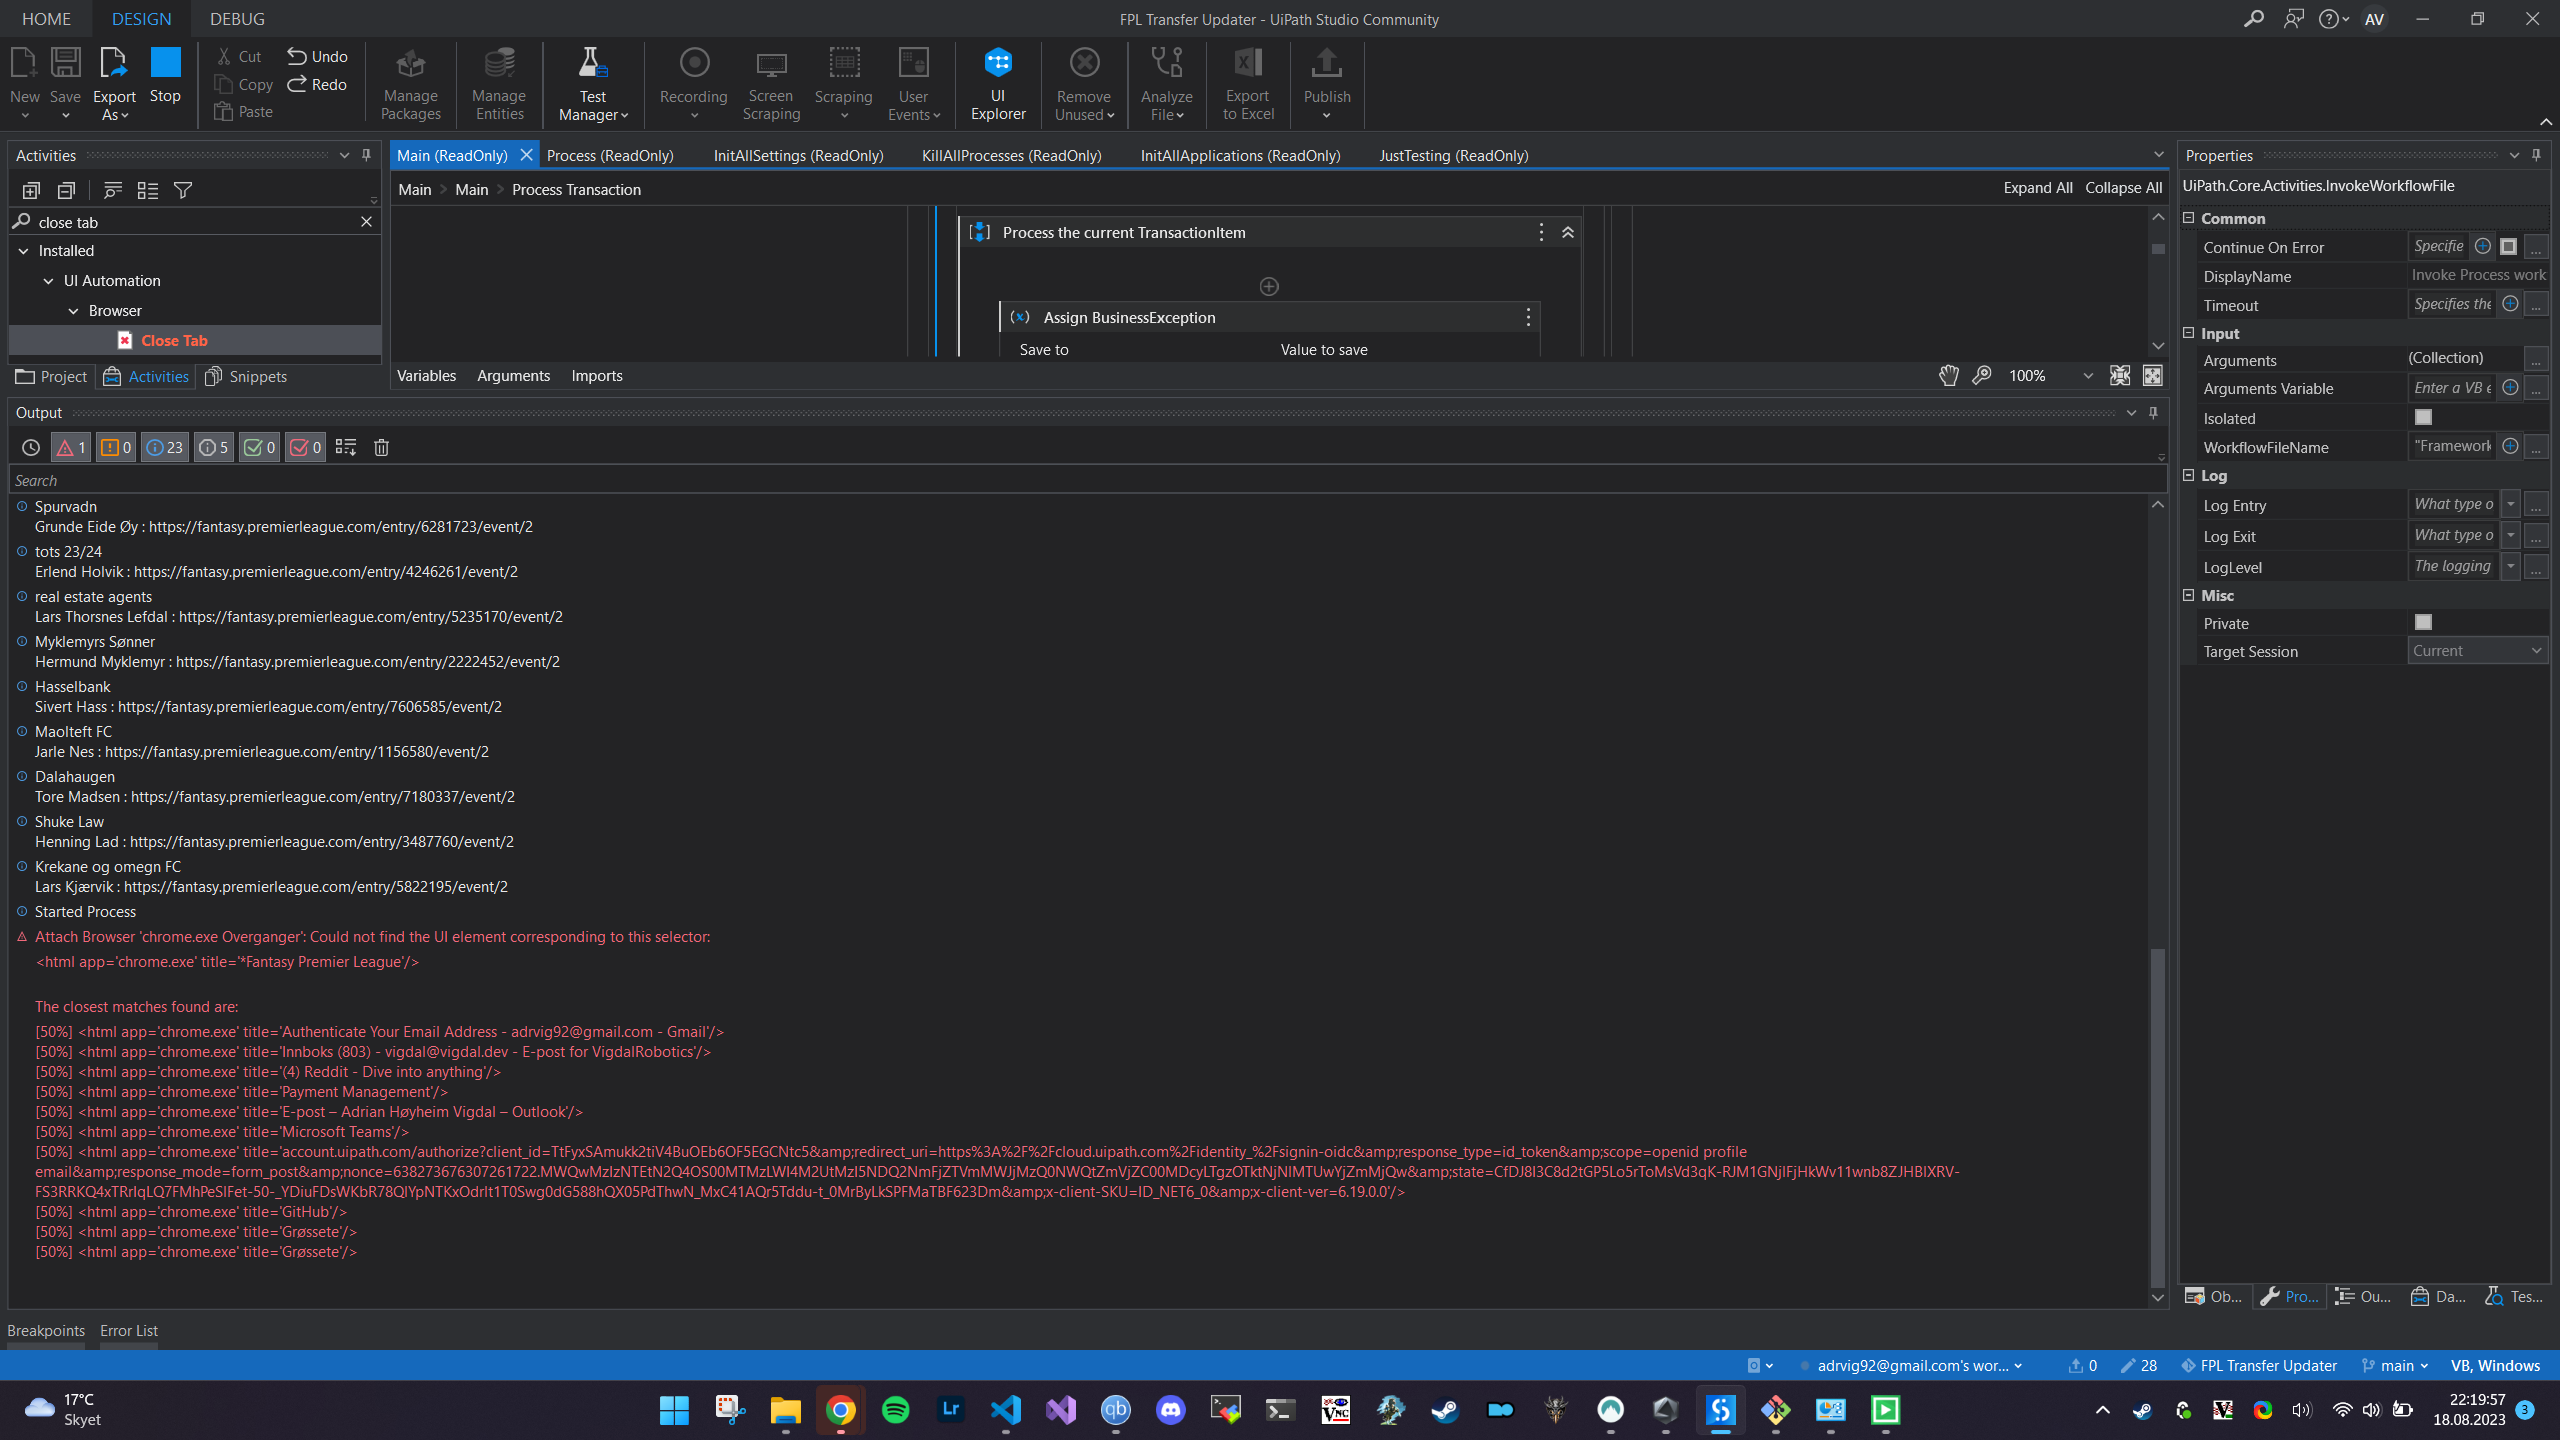 HOME
DESIGN
DEBUG
FPL Transfer Updater - UiPath Studio Community
AV
New
Save
Export As
Stop
Cut
Copy
Paste
Undo
Redo
Manage Packages
Manage Entities
Test Manager
Recording
Screen Scraping
Scraping
User Events
UI Explorer
Remove Unused
Analyze File
Export to Excel
Publish
Activities
close tab
Installed
UI Automation
Browser
Close Tab
Project
Activities
Snippets
Main (ReadOnly)
Process (ReadOnly)
InitAllSettings (ReadOnly)
KillAllProcesses (ReadOnly)
InitAllApplications (ReadOnly)
JustTesting (ReadOnly)
Main > Main > Process Transaction
Expand All
Collapse All
Process the current TransactionItem
Assign BusinessException
Save to
Value to save
Variables
Arguments
Imports
100%
Output
1
0
23
5
0
0
Search
Spurvadn
Grunde Eide Øy : https://fantasy.premierleague.com/entry/6281723/event/2
tots 23/24
Erlend Holvik : https://fantasy.premierleague.com/entry/4246261/event/2
real estate agents
Lars Thorsnes Lefdal : https://fantasy.premierleague.com/entry/5235170/event/2
Myklemyrs Sønner
Hermund Myklemyr : https://fantasy.premierleague.com/entry/2222452/event/2
Hasselbank
Sivert Hass : https://fantasy.premierleague.com/entry/7606585/event/2
Maolteft FC
Jarle Nes : https://fantasy.premierleague.com/entry/1156580/event/2
Dalahaugen
Tore Madsen : https://fantasy.premierleague.com/entry/7180337/event/2
Shuke Law
Henning Lad : https://fantasy.premierleague.com/entry/3487760/event/2
Krekane og omegn FC
Lars Kjærvik : https://fantasy.premierleague.com/entry/5822195/event/2
Started Process
Attach Browser 'chrome.exe Overganger': Could not find the UI element corresponding to this selector:
<html app='chrome.exe' title='*Fantasy Premier League'/>
The closest matches found are:
[50%] <html app='chrome.exe' title='Authenticate Your Email Address - adrvig92@gmail.com - Gmail'/>
[50%] <html app='chrome.exe' title='Innboks (803) - vigdal@vigdal.dev - E-post for VigdalRobotics'/>
[50%] <html app='chrome.exe' title='(4) Reddit - Dive into anything'/>
[50%] <html app='chrome.exe' title='Payment Management'/>
[50%] <html app='chrome.exe' title='E-post – Adrian Høyheim Vigdal – Outlook'/>
[50%] <html app='chrome.exe' title='Microsoft Teams'/>
[50%] <html app='chrome.exe' title='account.uipath.com/authorize?client_id=TtFyxSAmukk2tiV4BuOEb6OF5EGCNtc5&amp;redirect_uri=https%3A%2F%2Fcloud.uipath.com%2Fidentity_%2Fsignin-oidc&amp;response_type=id_token&amp;scope=openid profile
&amp;x-client-SKU=ID_NET6_0&amp;x-client-ver=6.19.0.0'/>
[50%] <html app='chrome.exe' title='GitHub'/>
[50%] <html app='chrome.exe' title='Grøssete'/>
[50%] <html app='chrome.exe' title='Grøssete'/>
Breakpoints
Error List
Properties
UiPath.Core.Activities.InvokeWorkflowFile
Common
Continue On Error
Specifie
DisplayName
Invoke Process work
Timeout
Specifies the
Input
Arguments
(Collection)
Arguments Variable
Enter a VB e
Isolated
WorkflowFileName
"Framework
Log
Log Entry
What type o
Log Exit
What type o
LogLevel
The logging
Misc
Private
Target Session
Current
Ob...
Pro...
Ou...
Da...
Tes...
adrvig92@gmail.com's wor...
0
28
FPL Transfer Updater
main
VB, Windows
17°C
Skyet
Lr
qb
VNC
22:19:57
18.08.2023
3